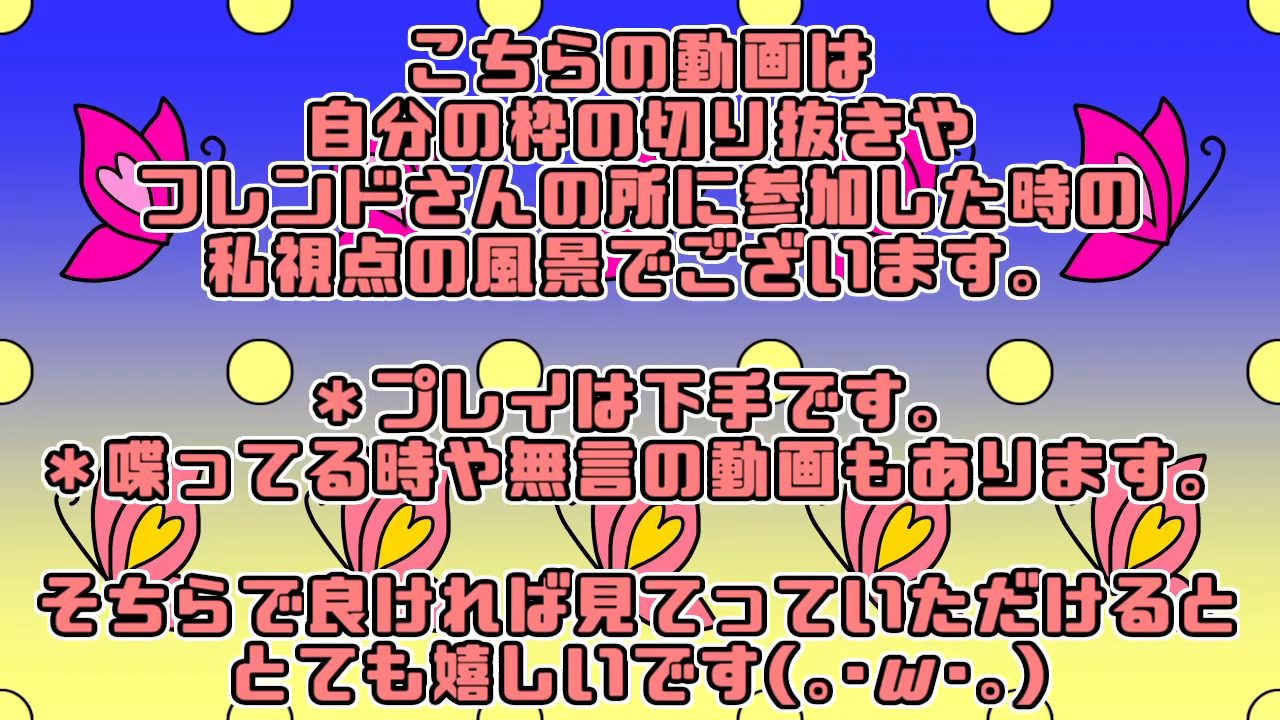 こちらの動画は
自分の枠の切り抜きや
フレンドさんの所に参加した時の
私視点の風景でございます。
＊プレイは下手です。
＊喋ってる時や無言の動画もあります。
そちらで良ければ見てっていただけると
とても嬉しいです(｡･ω･｡)